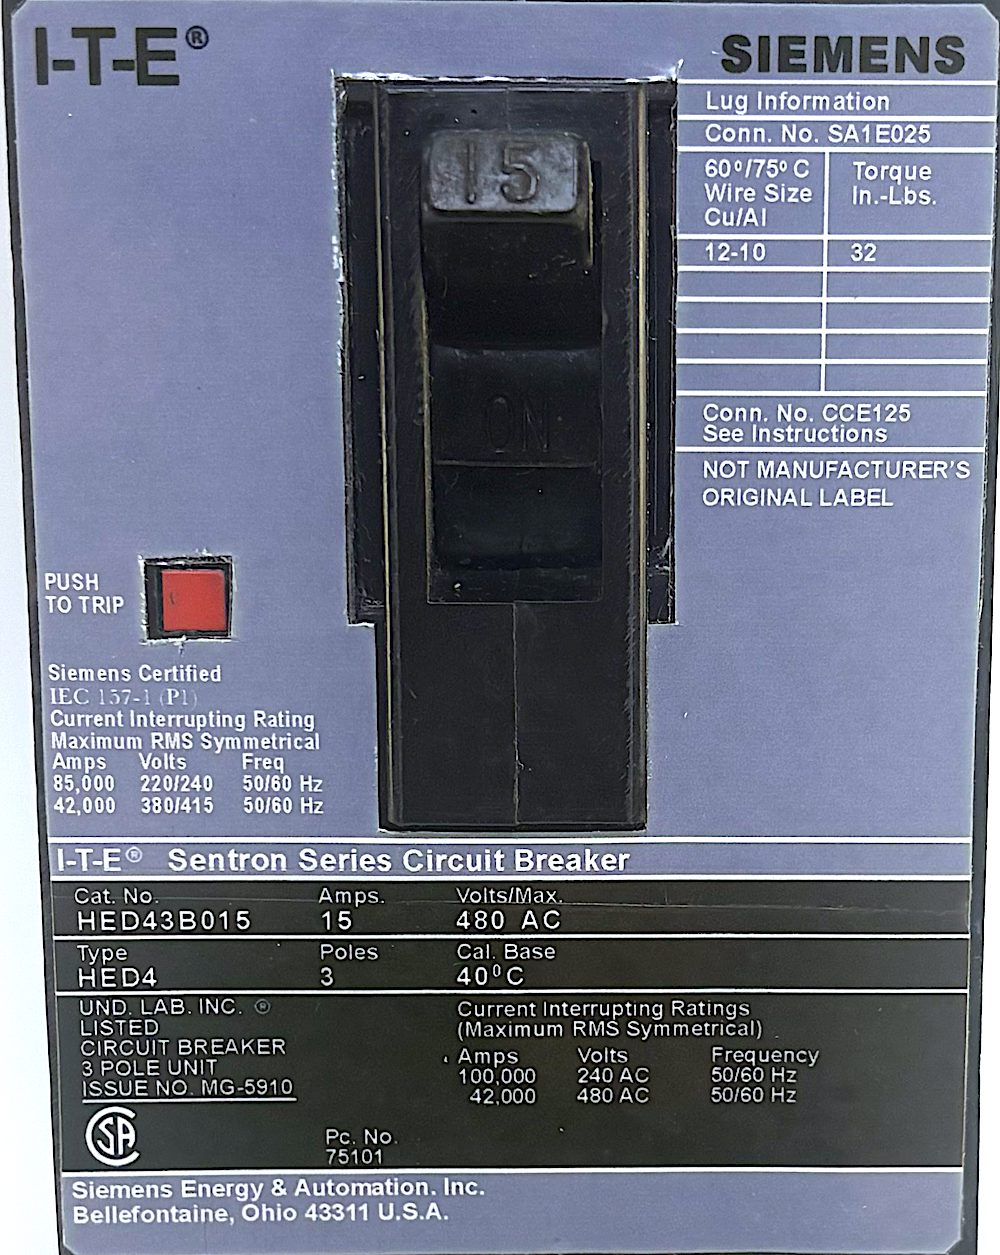 I-T-E®
SIEMENS
Lug Information
Conn. No. SA1E025
60º/75º C
Wire Size
Cu/Al
Torque
In.-Lbs.
12-10 32
Conn. No. CCE125
See Instructions
NOT MANUFACTURER'S
ORIGINAL LABEL
15
ON
PUSH
TO TRIP
Siemens Certified
IEC 157-1 (P1)
Current Interrupting Rating
Maximum RMS Symmetrical
Amps Volts Freq
85,000 220/240 50/60 Hz
42,000 380/415 50/60 Hz
I-T-E® Sentron Series Circuit Breaker
Cat. No. Amps. Volts/Max.
HED43B015 15 480 AC
Type Poles Cal. Base
HED4 3 40º C
UND. LAB. INC. ®
LISTED
CIRCUIT BREAKER
3 POLE UNIT
ISSUE NO. MG-5910
Current Interrupting Ratings
(Maximum RMS Symmetrical)
Amps Volts Frequency
100,000 240 AC 50/60 Hz
42,000 480 AC 50/60 Hz
SA
Pc. No.
75101
Siemens Energy & Automation. Inc.
Bellefontaine, Ohio 43311 U.S.A.